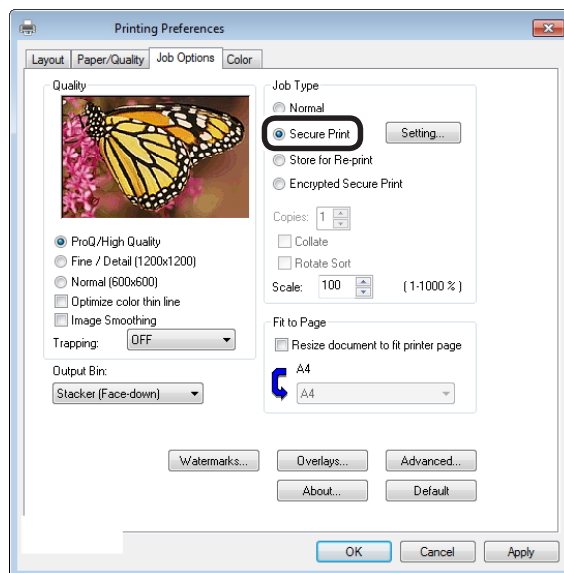 Printing Preferences
Layout Paper/Quality Job Options Color
Quality
ProQ/High Quality
Fine / Detail (1200x1200)
Normal (600x600)
Optimize color thin line
Image Smoothing
Trapping: OFF
Output Bin:
Stacker (Face-down)
Job Type
Normal
Secure Print Setting...
Store for Re-print
Encrypted Secure Print
Copies: 1
Collate
Rotate Sort
Scale: 100 ( 1-1000 % )
Fit to Page
Resize document to fit printer page
A4
A4
Watermarks... Overlays... Advanced...
About... Default
OK Cancel Apply